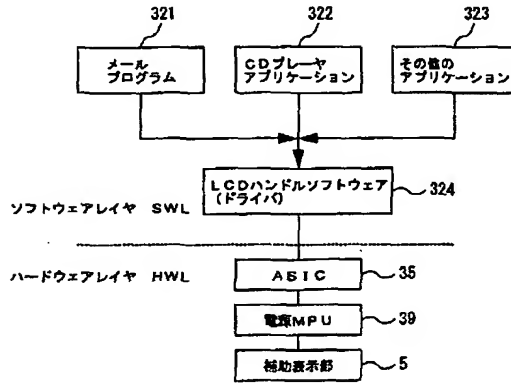 321
322
323
メール
プログラム
CDプレーヤ
アプリケーション
その他の
アプリケーション
LCDハンドルソフトウェア
(ドライバ)
324
ソフトウェアレイヤ SWL
ハードウェアレイヤ HWL
ASIC
35
電源MPU
39
補助表示部
5